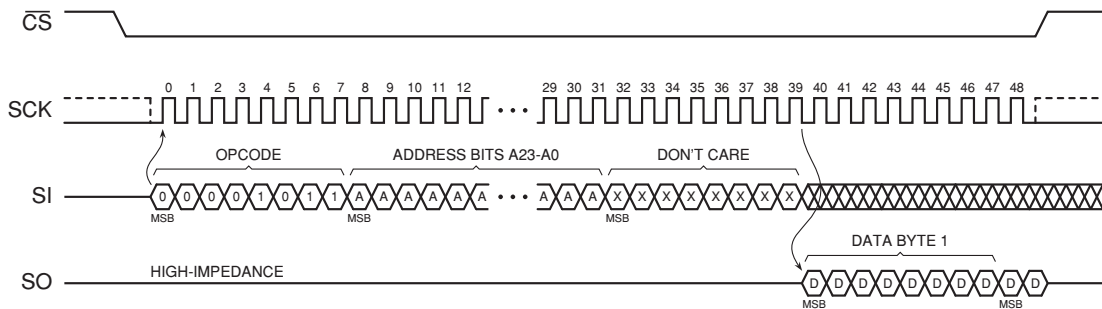 CS
0 1 2 3 4 5 6 7 8 9 10 11 12 29 30 31 32 33 34 35 36 37 38 39 40 41 42 43 44 45 46 47 48
SCK
OPCODE ADDRESS BITS A23-A0 DON'T CARE
SI 0 0 0 0 1 0 1 1 A A A A A A A A A X X X X X X X X
MSB MSB MSB
DATA BYTE 1
HIGH-IMPEDANCE
SO D D D D D D D D D D
MSB MSB